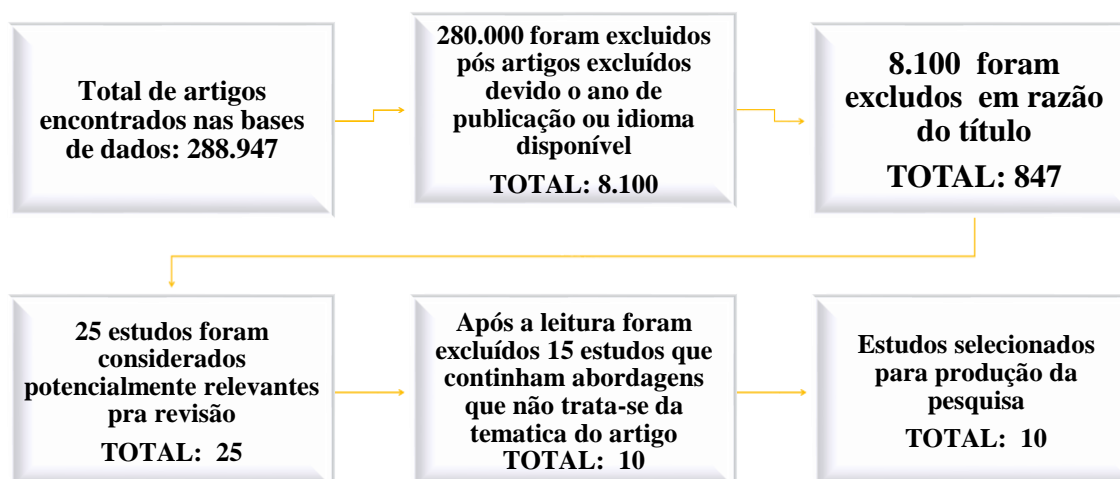 Total de artigos
encontrados nas bases
de dados: 288.947
280.000 foram excluidos
pós artigos excluídos
devido o ano de
publicação ou idioma
disponível
TOTAL: 8.100
8.100 foram
excludos em razão
do título
TOTAL: 847
25 estudos foram
considerados
potencialmente relevantes
pra revisão
TOTAL: 25
Após a leitura foram
excluídos 15 estudos que
continham abordagens
que não trata-se da
tematica do artigo
TOTAL: 10
Estudos selecionados
para produção da
pesquisa
TOTAL: 10